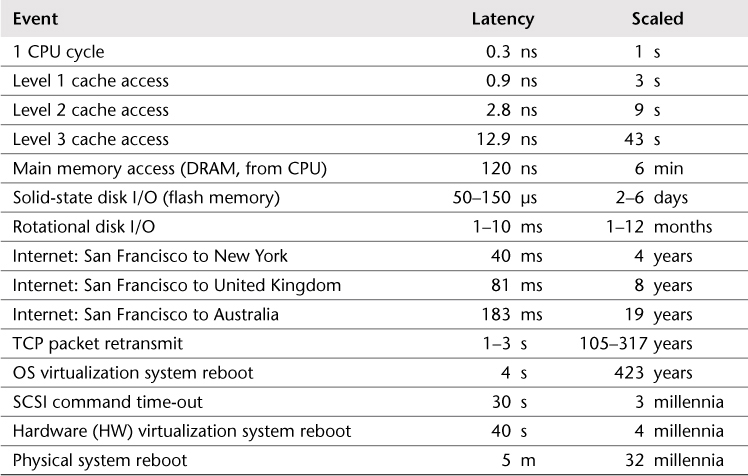 Event Latency Scaled
1 CPU cycle 0.3 ns 1 s
Level 1 cache access 0.9 ns 3 s
Level 2 cache access 2.8 ns 9 s
Level 3 cache access 12.9 ns 43 s
Main memory access (DRAM, from CPU) 120 ns 6 min
Solid-state disk I/O (flash memory) 50–150 μs 2–6 days
Rotational disk I/O 1–10 ms 1–12 months
Internet: San Francisco to New York 40 ms 4 years
Internet: San Francisco to United Kingdom 81 ms 8 years
Internet: San Francisco to Australia 183 ms 19 years
TCP packet retransmit 1–3 s 105–317 years
OS virtualization system reboot 4 s 423 years
SCSI command time-out 30 s 3 millennia
Hardware (HW) virtualization system reboot 40 s 4 millennia
Physical system reboot 5 m 32 millennia